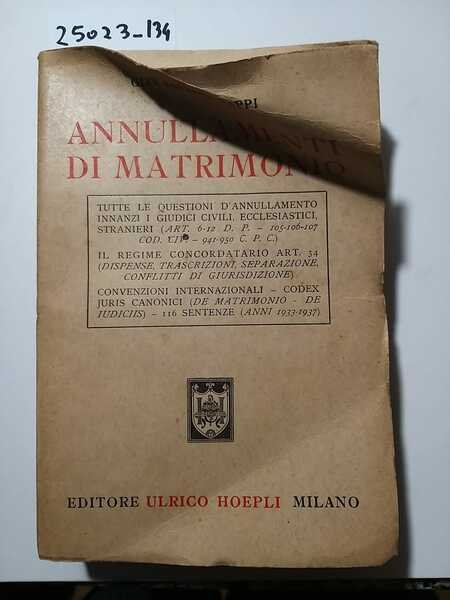 25023_134
ANNULLAMENTI
DI MATRIMONIO
TUTTE LE QUESTIONI D'ANNULLAMENTO
INNANZI I GIUDICI CIVILI, ECCLESIASTICI,
STRANIERI (ART. 6-12 D. P. – 105-106-107
COD. CIV. – 941-950 C. P. C.)
IL REGIME CONCORDATARIO ART. 34
(DISPENSE, TRASCRIZIONI, SEPARAZIONE,
CONFLITTI DI GIURISDIZIONE)
CONVENZIONI INTERNAZIONALI – CODEX
JURIS CANONICI (DE MATRIMONIO - DE
IUDICIIS) – 116 SENTENZE (ANNI 1933-1937)
EDITORE ULRICO HOEPLI MILANO